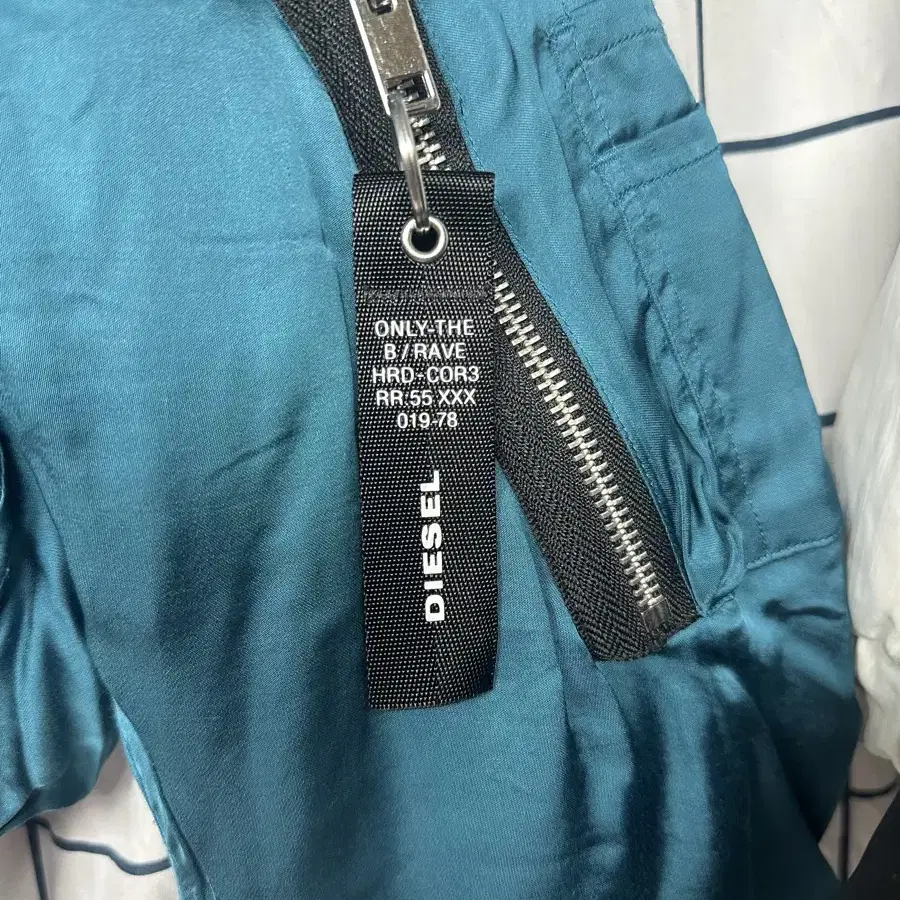 ONLY-THE
B/RAVE
HRD-COR3
RR:55 XXX
019-78
DIESEL